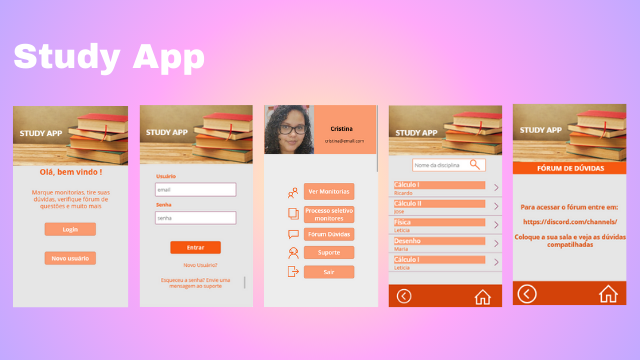 Study App
STUDY APP
Olá, bem vindo !
Marque monitorias, tire suas
dúvidas, verifique fórum de
questões e muito mais
Login
Novo usuário
STUDY APP
Usuário
email
Senha
senha
Entrar
Novo Usuário?
Esqueceu a senha? Envie uma
mensagem ao suporte
Cristina
cristina@email.com
Ver Monitorias
Processo seletivo
monitores
Fórum Dúvidas
Suporte
Sair
STUDY APP
Nome da disciplina
Cálculo I
Ricardo
Cálculo II
José
Física
Letícia
Desenho
Maria
Cálculo I
Letícia
STUDY APP
FÓRUM DE DÚVIDAS
Para acessar o fórum entre em:
https://discord.com/channels/
Coloque a sua sala e veja as dúvidas
compatilhadas